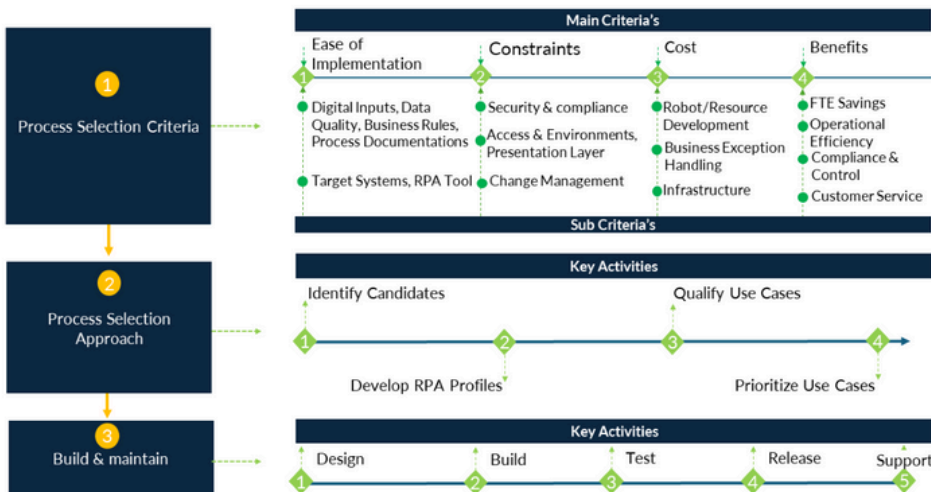 Main Criteria's
1
Process Selection Criteria
Ease of
Implementation
Constraints
Cost
Benefits
1
2
3
4
Digital Inputs, Data
Quality, Business Rules,
Process Documentations
Target Systems, RPA Tool
Security & compliance
Access & Environments,
Presentation Layer
Change Management
Robot/Resource
Development
Business Exception
Handling
Infrastructure
FTE Savings
Operational
Efficiency
Compliance &
Control
Customer Service
Sub Criteria's
2
Process Selection
Approach
Key Activities
Identify Candidates
Qualify Use Cases
1
2
3
4
Develop RPA Profiles
Prioritize Use Cases
3
Build & maintain
Key Activities
Design
Build
Test
Release
Support
1
2
3
4
5